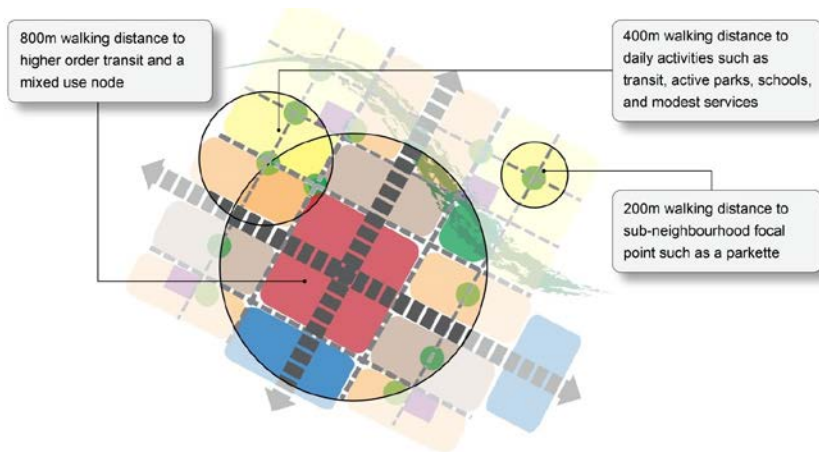 800m walking distance to
higher order transit and a
mixed use node
400m walking distance to
daily activities such as
transit, active parks, schools,
and modest services
200m walking distance to
sub-neighbourhood focal
point such as a parkette